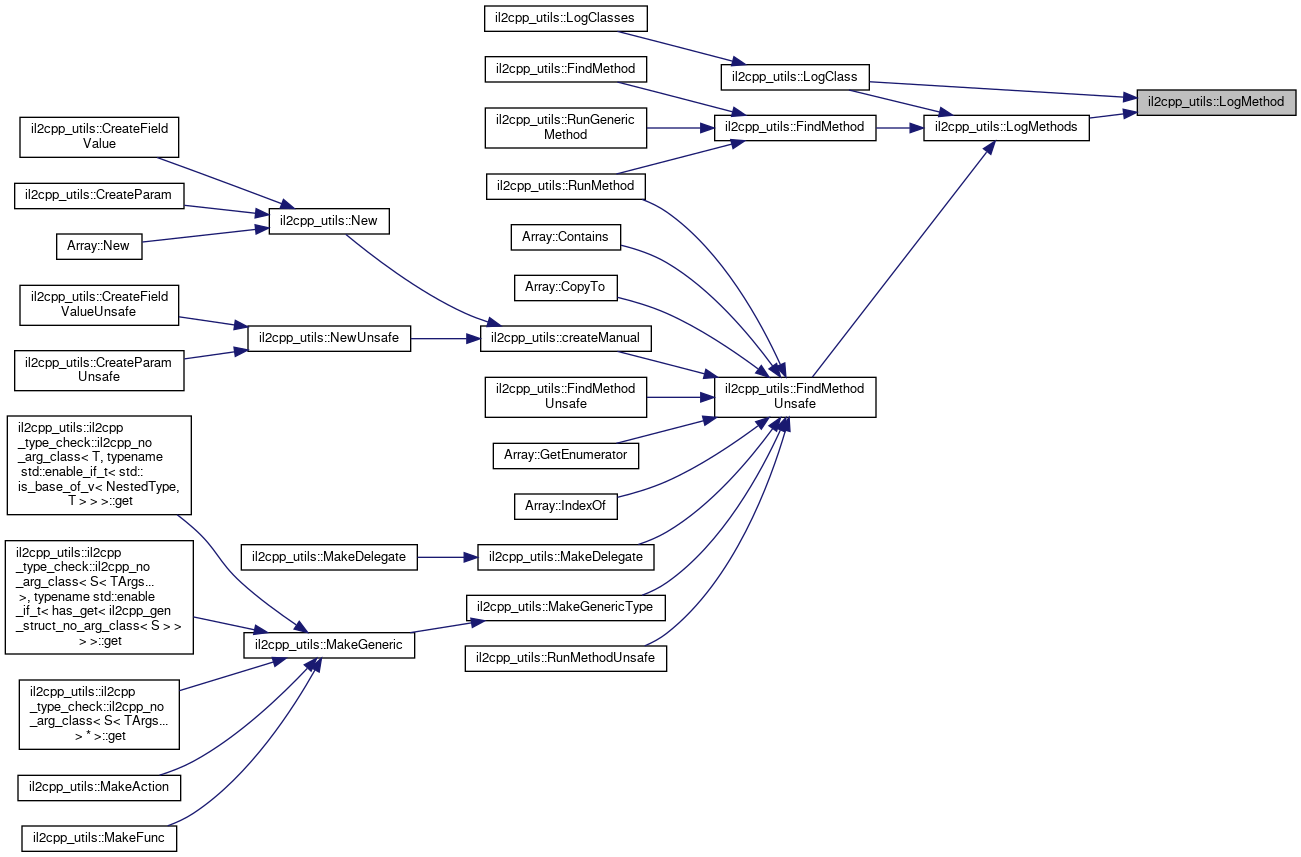 il2cpp_utils::LogClasses
il2cpp_utils::FindMethod
il2cpp_utils::LogClass
il2cpp_utils::LogMethod
il2cpp_utils::RunGeneric
Method
il2cpp_utils::FindMethod
il2cpp_utils::LogMethods
il2cpp_utils::CreateField
Value
il2cpp_utils::RunMethod
il2cpp_utils::CreateParam
il2cpp_utils::New
Array::New
Array::Contains
Array::CopyTo
il2cpp_utils::CreateField
ValueUnsafe
il2cpp_utils::NewUnsafe
il2cpp_utils::createManual
il2cpp_utils::CreateParam
Unsafe
il2cpp_utils::FindMethod
Unsafe
il2cpp_utils::FindMethod
Unsafe
Array::GetEnumerator
Array::IndexOf
il2cpp_utils::il2cpp
_type_check::il2cpp_no
_arg_class< T, typename
std::enable_if_t< std::
is_base_of_v< NestedType,
T > > >::get
il2cpp_utils::MakeDelegate
il2cpp_utils::MakeDelegate
il2cpp_utils::il2cpp
_type_check::il2cpp_no
_arg_class< S< TArgs...
>, typename std::enable
_if_t< has_get< il2cpp_gen
_struct_no_arg_class< S > >
> >::get
il2cpp_utils::MakeGenericType
il2cpp_utils::MakeGeneric
il2cpp_utils::RunMethodUnsafe
il2cpp_utils::il2cpp
_type_check::il2cpp_no
_arg_class< S< TArgs...
> * >::get
il2cpp_utils::MakeAction
il2cpp_utils::MakeFunc